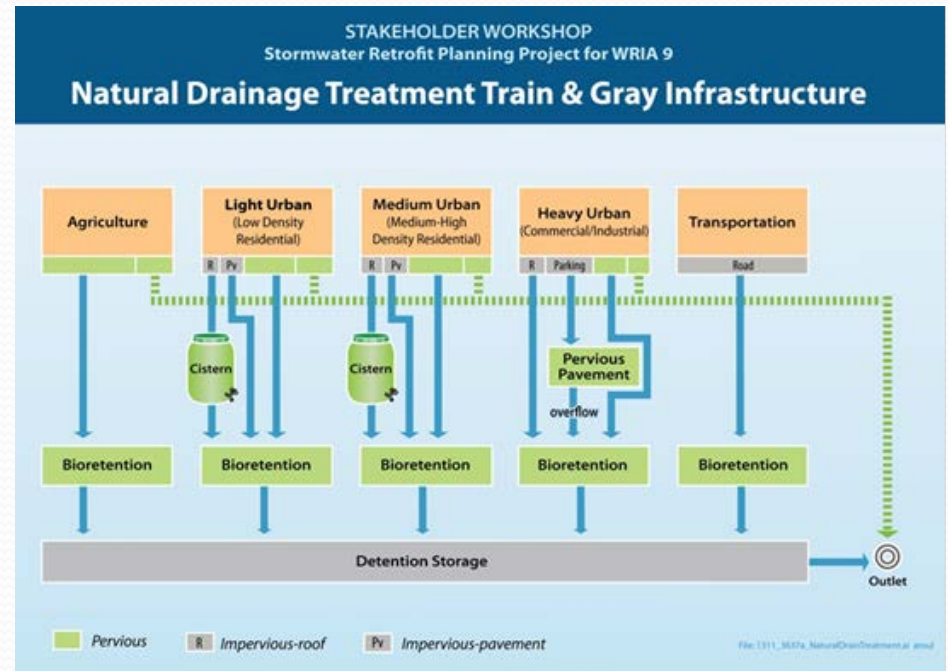 STAKEHOLDER WORKSHOP
Stormwater Retrofit Planning Project for WRIA 9
Natural Drainage Treatment Train & Gray Infrastructure
Agriculture
Light Urban
(Low Density
Residential)
R Pv
Medium Urban
(Medium-High
Density Residential)
R Pv
Heavy Urban
(Commercial/Industrial)
R Parking
Transportation
Road
Cistern
Cistern
Pervious
Pavement
overflow
Bioretention
Bioretention
Bioretention
Bioretention
Bioretention
Detention Storage
Outlet
Pervious
R Impervious-roof
Pv Impervious-pavement